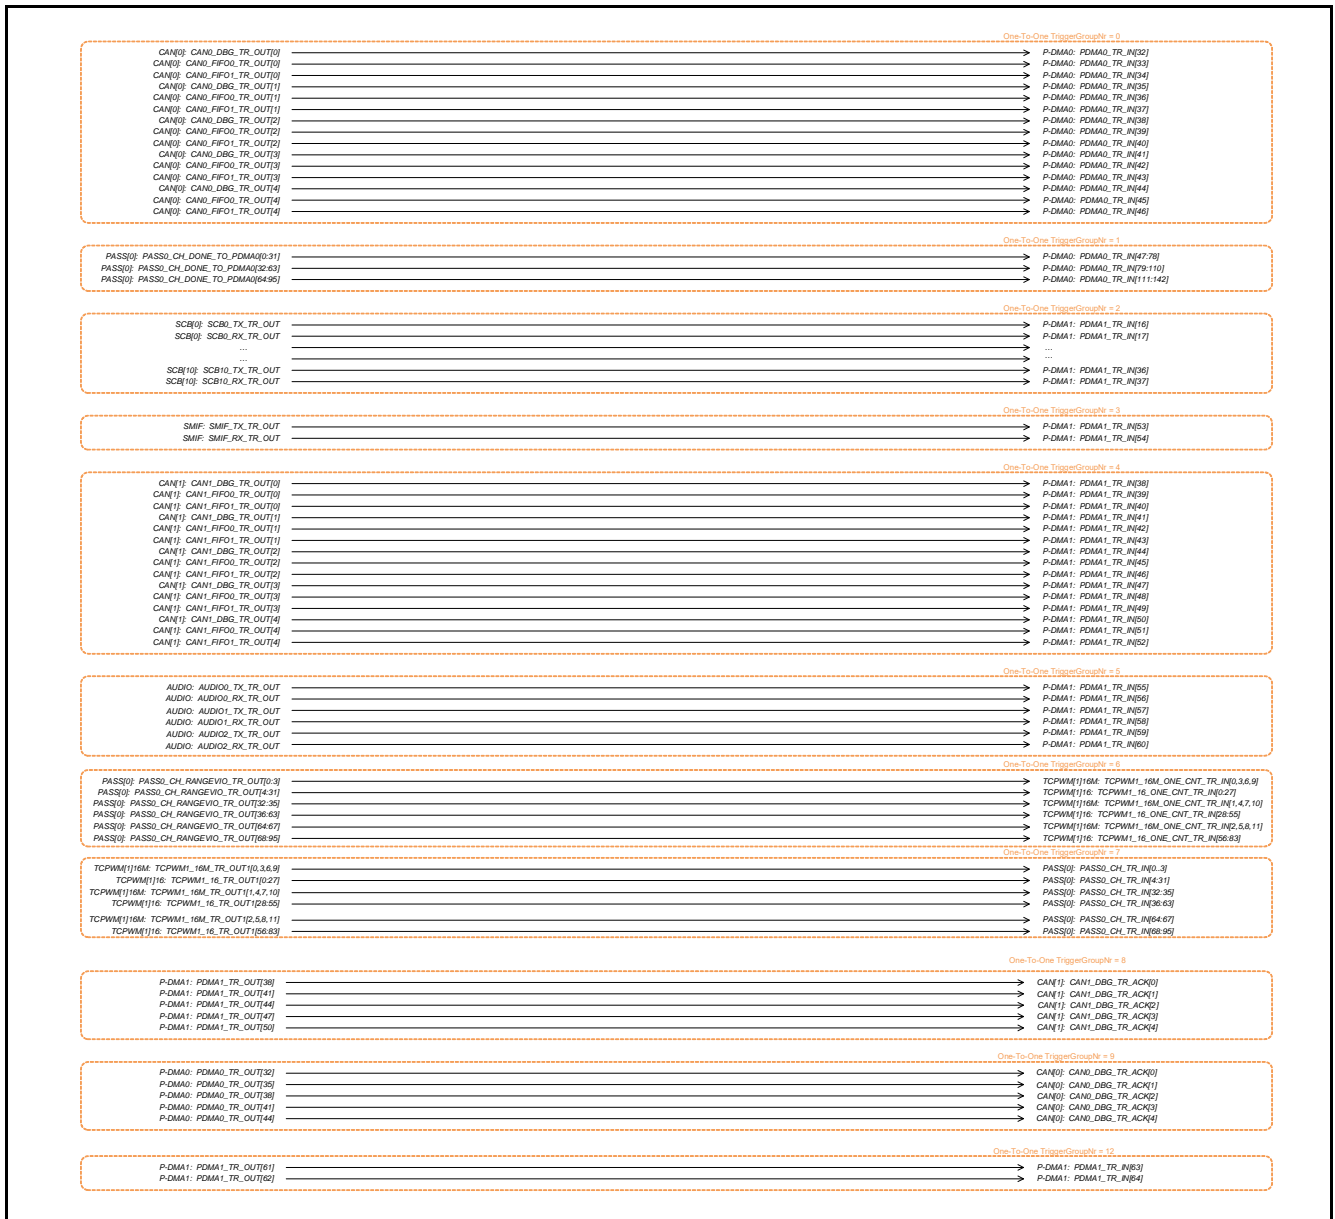 One-To-One TriggerGroupNr = 0
CAN[0]: CAN0_DBG_TR_OUT[0] P-DMA0: PDMA0_TR_IN[32]
CAN[0]: CAN0_FIFO0_TR_OUT[0] P-DMA0: PDMA0_TR_IN[33]
CAN[0]: CAN0_FIFO1_TR_OUT[0] P-DMA0: PDMA0_TR_IN[34]
CAN[0]: CAN0_DBG_TR_OUT[1] P-DMA0: PDMA0_TR_IN[35]
CAN[0]: CAN0_FIFO0_TR_OUT[1] P-DMA0: PDMA0_TR_IN[36]
CAN[0]: CAN0_FIFO1_TR_OUT[1] P-DMA0: PDMA0_TR_IN[37]
CAN[0]: CAN0_DBG_TR_OUT[2] P-DMA0: PDMA0_TR_IN[38]
CAN[0]: CAN0_FIFO0_TR_OUT[2] P-DMA0: PDMA0_TR_IN[39]
CAN[0]: CAN0_FIFO1_TR_OUT[2] P-DMA0: PDMA0_TR_IN[40]
CAN[0]: CAN0_DBG_TR_OUT[3] P-DMA0: PDMA0_TR_IN[41]
CAN[0]: CAN0_FIFO0_TR_OUT[3] P-DMA0: PDMA0_TR_IN[42]
CAN[0]: CAN0_FIFO1_TR_OUT[3] P-DMA0: PDMA0_TR_IN[43]
CAN[0]: CAN0_DBG_TR_OUT[4] P-DMA0: PDMA0_TR_IN[44]
CAN[0]: CAN0_FIFO0_TR_OUT[4] P-DMA0: PDMA0_TR_IN[45]
CAN[0]: CAN0_FIFO1_TR_OUT[4] P-DMA0: PDMA0_TR_IN[46]
One-To-One TriggerGroupNr = 1
PASS[0]: PASS0_CH_DONE_TO_PDMA0[0:31] P-DMA0: PDMA0_TR_IN[47:78]
PASS[0]: PASS0_CH_DONE_TO_PDMA0[32:63] P-DMA0: PDMA0_TR_IN[79:110]
PASS[0]: PASS0_CH_DONE_TO_PDMA0[64:95] P-DMA0: PDMA0_TR_IN[111:142]
One-To-One TriggerGroupNr = 2
SCB[0]: SCB0_TX_TR_OUT P-DMA1: PDMA1_TR_IN[16]
SCB[0]: SCB0_RX_TR_OUT P-DMA1: PDMA1_TR_IN[17]
... ...
... ...
SCB[10]: SCB10_TX_TR_OUT P-DMA1: PDMA1_TR_IN[36]
SCB[10]: SCB10_RX_TR_OUT P-DMA1: PDMA1_TR_IN[37]
One-To-One TriggerGroupNr = 3
SMIF: SMIF_TX_TR_OUT P-DMA1: PDMA1_TR_IN[53]
SMIF: SMIF_RX_TR_OUT P-DMA1: PDMA1_TR_IN[54]
One-To-One TriggerGroupNr = 4
CAN[1]: CAN1_DBG_TR_OUT[0] P-DMA1: PDMA1_TR_IN[38]
CAN[1]: CAN1_FIFO0_TR_OUT[0] P-DMA1: PDMA1_TR_IN[39]
CAN[1]: CAN1_FIFO1_TR_OUT[0] P-DMA1: PDMA1_TR_IN[40]
CAN[1]: CAN1_DBG_TR_OUT[1] P-DMA1: PDMA1_TR_IN[41]
CAN[1]: CAN1_FIFO0_TR_OUT[1] P-DMA1: PDMA1_TR_IN[42]
CAN[1]: CAN1_FIFO1_TR_OUT[1] P-DMA1: PDMA1_TR_IN[43]
CAN[1]: CAN1_DBG_TR_OUT[2] P-DMA1: PDMA1_TR_IN[44]
CAN[1]: CAN1_FIFO0_TR_OUT[2] P-DMA1: PDMA1_TR_IN[45]
CAN[1]: CAN1_FIFO1_TR_OUT[2] P-DMA1: PDMA1_TR_IN[46]
CAN[1]: CAN1_DBG_TR_OUT[3] P-DMA1: PDMA1_TR_IN[47]
CAN[1]: CAN1_FIFO0_TR_OUT[3] P-DMA1: PDMA1_TR_IN[48]
CAN[1]: CAN1_FIFO1_TR_OUT[3] P-DMA1: PDMA1_TR_IN[49]
CAN[1]: CAN1_DBG_TR_OUT[4] P-DMA1: PDMA1_TR_IN[50]
CAN[1]: CAN1_FIFO0_TR_OUT[4] P-DMA1: PDMA1_TR_IN[51]
CAN[1]: CAN1_FIFO1_TR_OUT[4] P-DMA1: PDMA1_TR_IN[52]
One-To-One TriggerGroupNr = 5
AUDIO: AUDIO0_TX_TR_OUT P-DMA1: PDMA1_TR_IN[55]
AUDIO: AUDIO0_RX_TR_OUT P-DMA1: PDMA1_TR_IN[56]
AUDIO: AUDIO1_TX_TR_OUT P-DMA1: PDMA1_TR_IN[57]
AUDIO: AUDIO1_RX_TR_OUT P-DMA1: PDMA1_TR_IN[58]
AUDIO: AUDIO2_TX_TR_OUT P-DMA1: PDMA1_TR_IN[59]
AUDIO: AUDIO2_RX_TR_OUT P-DMA1: PDMA1_TR_IN[60]
One-To-One TriggerGroupNr = 6
PASS[0]: PASS0_CH_RANGEVIO_TR_OUT[0:3] TCPWM[1]16M: TCPWM1_16M_ONE_CNT_TR_IN[0,3,6,9]
PASS[0]: PASS0_CH_RANGEVIO_TR_OUT[4:31] TCPWM[1]16: TCPWM1_16_ONE_CNT_TR_IN[0:27]
PASS[0]: PASS0_CH_RANGEVIO_TR_OUT[32:35] TCPWM[1]16M: TCPWM1_16M_ONE_CNT_TR_IN[1,4,7,10]
PASS[0]: PASS0_CH_RANGEVIO_TR_OUT[36:63] TCPWM[1]16: TCPWM1_16_ONE_CNT_TR_IN[28:55]
PASS[0]: PASS0_CH_RANGEVIO_TR_OUT[64:67] TCPWM[1]16M: TCPWM1_16M_ONE_CNT_TR_IN[2,5,8,11]
PASS[0]: PASS0_CH_RANGEVIO_TR_OUT[68:95] TCPWM[1]16: TCPWM1_16_ONE_CNT_TR_IN[56:83]
One-To-One TriggerGroupNr = 7
TCPWM[1]16M: TCPWM1_16M_TR_OUT1[0,3,6,9] PASS[0]: PASS0_CH_TR_IN[0..3]
TCPWM[1]16: TCPWM1_16_TR_OUT1[0:27] PASS[0]: PASS0_CH_TR_IN[4:31]
TCPWM[1]16M: TCPWM1_16M_TR_OUT1[1,4,7,10] PASS[0]: PASS0_CH_TR_IN[32:35]
TCPWM[1]16: TCPWM1_16_TR_OUT1[28:55] PASS[0]: PASS0_CH_TR_IN[36:63]
TCPWM[1]16M: TCPWM1_16M_TR_OUT1[2,5,8,11] PASS[0]: PASS0_CH_TR_IN[64:67]
TCPWM[1]16: TCPWM1_16_TR_OUT1[56:83] PASS[0]: PASS0_CH_TR_IN[68:95]
One-To-One TriggerGroupNr = 8
P-DMA1: PDMA1_TR_OUT[38] CAN[1]: CAN1_DBG_TR_ACK[0]
P-DMA1: PDMA1_TR_OUT[41] CAN[1]: CAN1_DBG_TR_ACK[1]
P-DMA1: PDMA1_TR_OUT[44] CAN[1]: CAN1_DBG_TR_ACK[2]
P-DMA1: PDMA1_TR_OUT[47] CAN[1]: CAN1_DBG_TR_ACK[3]
P-DMA1: PDMA1_TR_OUT[50] CAN[1]: CAN1_DBG_TR_ACK[4]
One-To-One TriggerGroupNr = 9
P-DMA0: PDMA0_TR_OUT[32] CAN[0]: CAN0_DBG_TR_ACK[0]
P-DMA0: PDMA0_TR_OUT[35] CAN[0]: CAN0_DBG_TR_ACK[1]
P-DMA0: PDMA0_TR_OUT[38] CAN[0]: CAN0_DBG_TR_ACK[2]
P-DMA0: PDMA0_TR_OUT[41] CAN[0]: CAN0_DBG_TR_ACK[3]
P-DMA0: PDMA0_TR_OUT[44] CAN[0]: CAN0_DBG_TR_ACK[4]
One-To-One TriggerGroupNr = 12
P-DMA1: PDMA1_TR_OUT[61] P-DMA1: PDMA1_TR_IN[63]
P-DMA1: PDMA1_TR_OUT[62] P-DMA1: PDMA1_TR_IN[64]